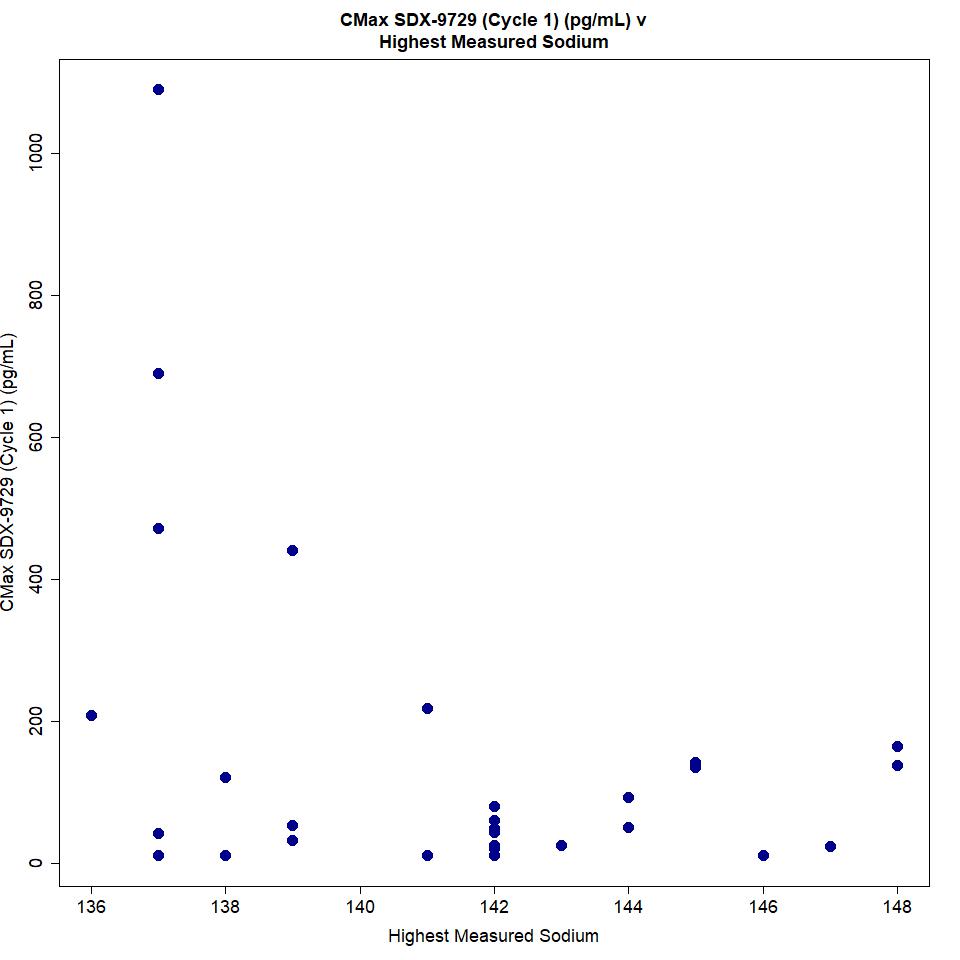 CMax SDX-9729 (Cycle 1) (pg/mL) v
Highest Measured Sodium
CMax SDX-9729 (Cycle 1) (pg/mL)
1000
800
600
400
200
0
136 138 140 142 144 146 148
Highest Measured Sodium